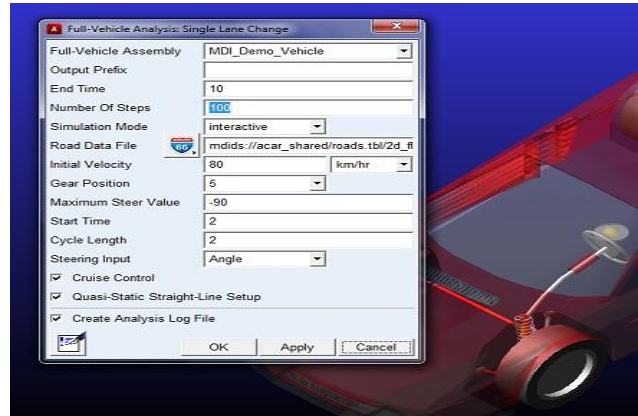 Full-Vehicle Analysis: Single Lane Change
Full-Vehicle Assembly MDI_Demo_Vehicle
Output Prefix
End Time 10
Number Of Steps 100
Simulation Mode interactive
Road Data File 66 mdids://acar_shared/roads.tbl/2d_fl
Initial Velocity 80 km/hr
Gear Position 5
Maximum Steer Value -90
Start Time 2
Cycle Length 2
Steering Input Angle
Cruise Control
Quasi-Static Straight-Line Setup
Create Analysis Log File
OK Apply Cancel